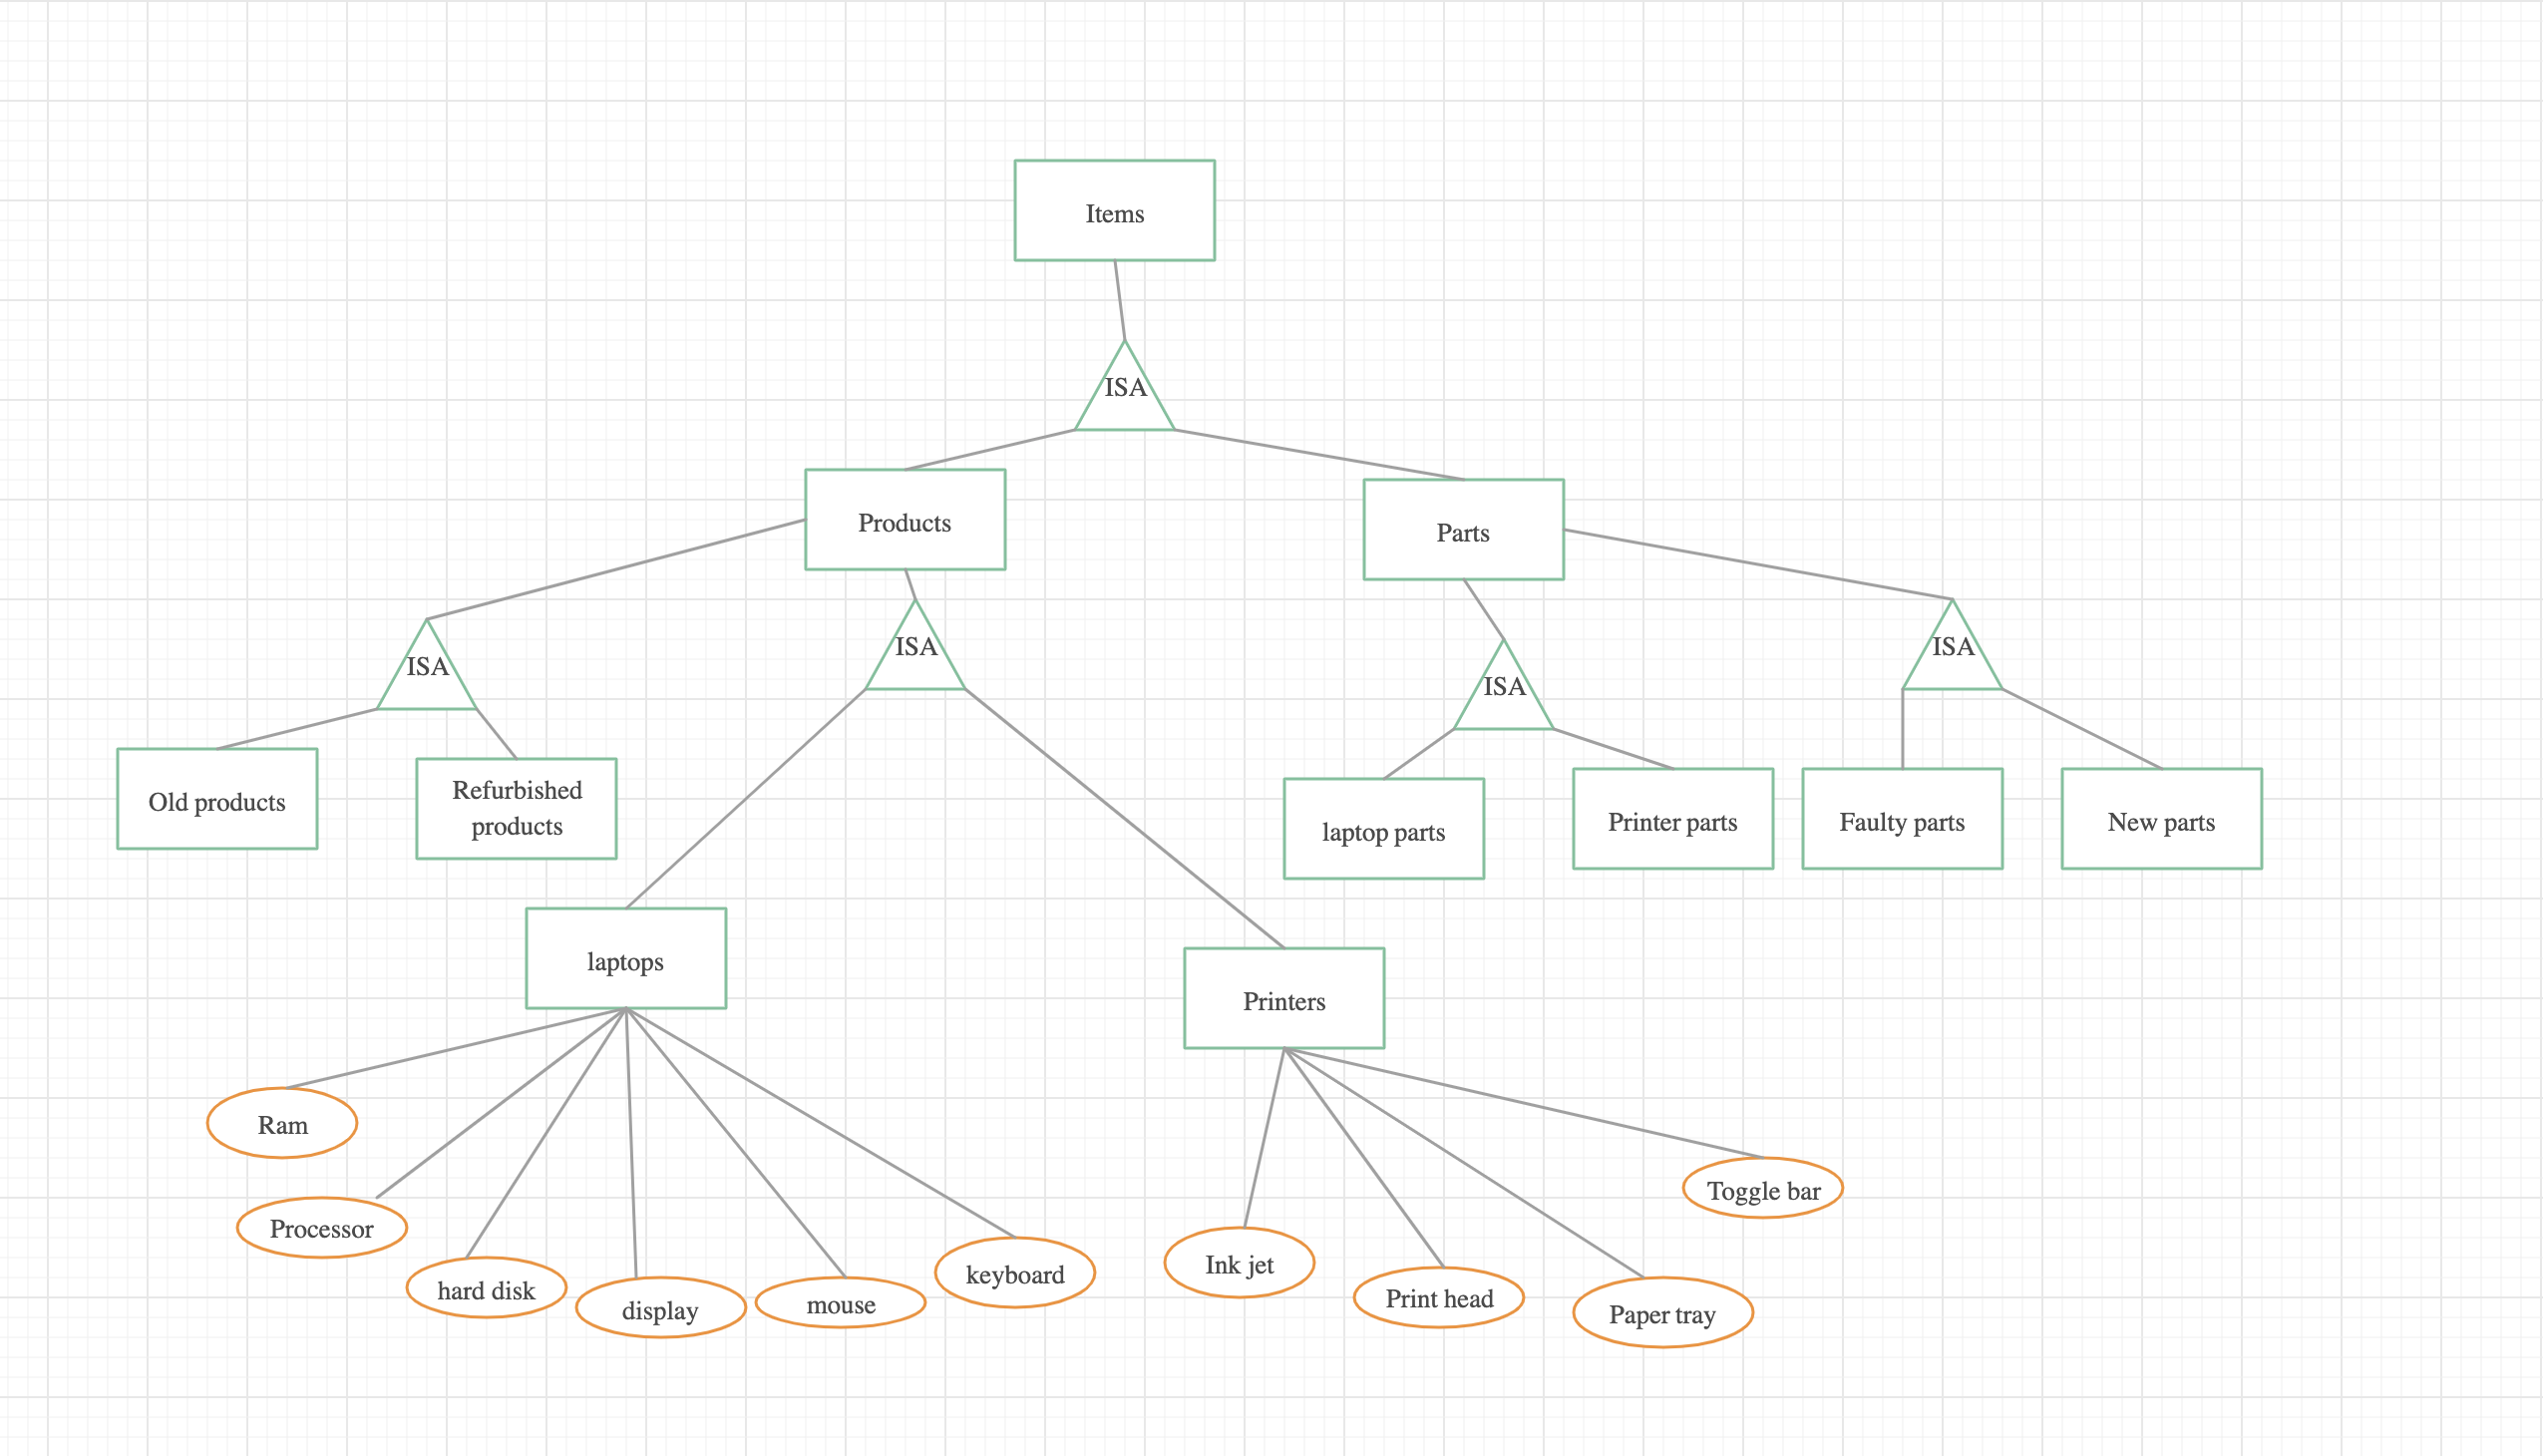 Items
ISA
Products
Parts
ISA
ISA
ISA
ISA
Old products
Refurbished
products
laptop parts
Printer parts
Faulty parts
New parts
laptops
Printers
Ram
Processor
hard disk
display
mouse
keyboard
Ink jet
Print head
Paper tray
Toggle bar